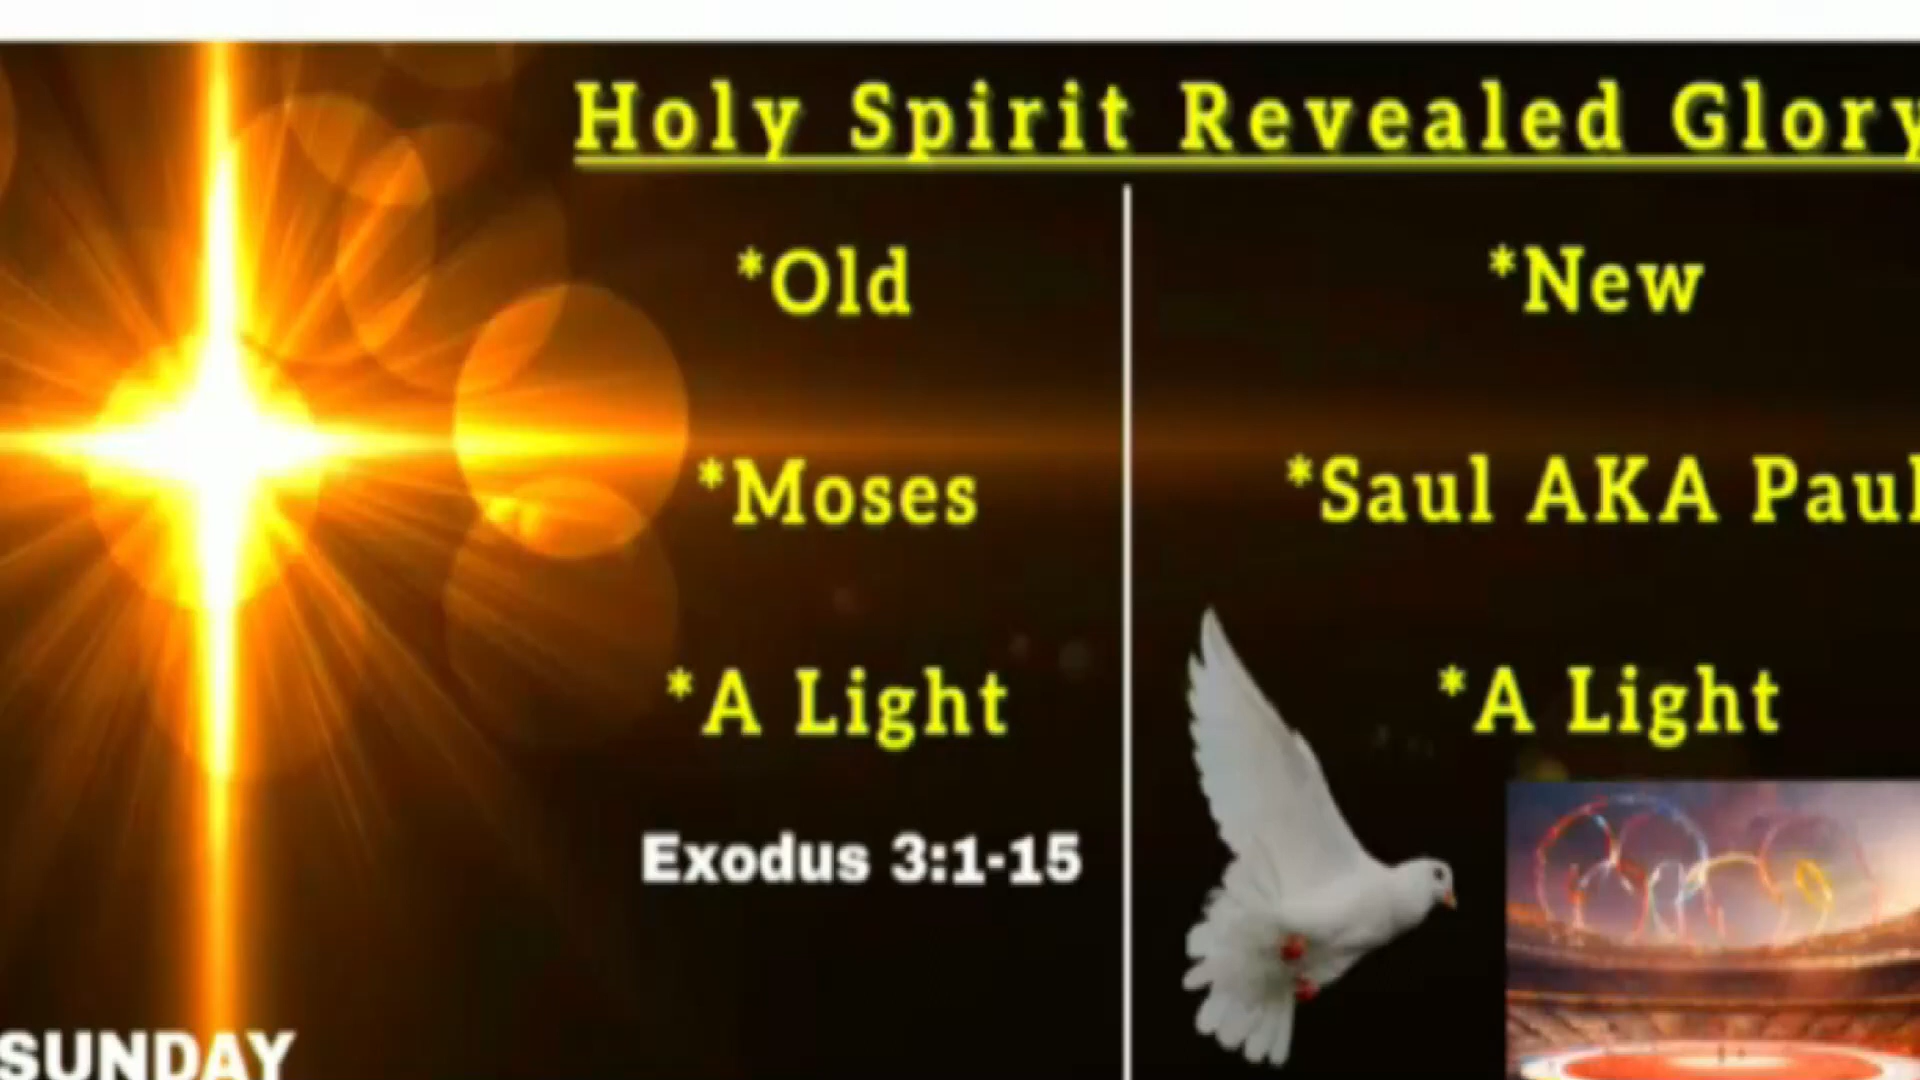 Holy Spirit Revealed Glory
*Old
*New
*Moses
*Saul AKA Paul
*A Light
*A Light
Exodus 3:1-15
SUNDAY